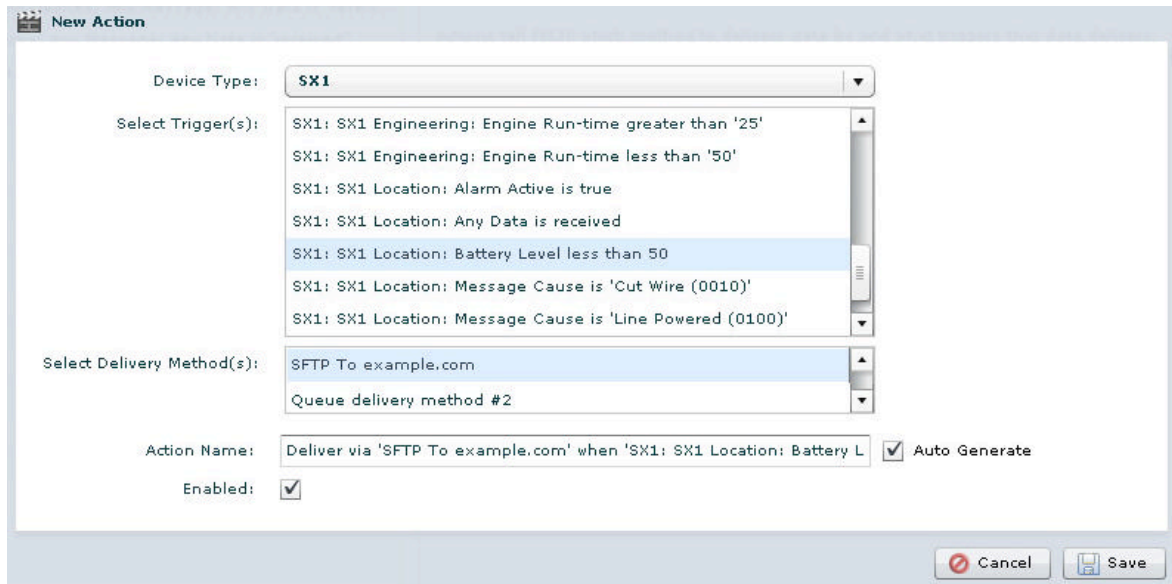 New Action
Device Type: SX1
Select Trigger(s):
SX1: SX1 Engineering: Engine Run-time greater than '25'
SX1: SX1 Engineering: Engine Run-time less than '50'
SX1: SX1 Location: Alarm Active is true
SX1: SX1 Location: Any Data is received
SX1: SX1 Location: Battery Level less than 50
SX1: SX1 Location: Message Cause is 'Cut Wire (0010)'
SX1: SX1 Location: Message Cause is 'Line Powered (0100)'
Select Delivery Method(s):
SFTP To example.com
Queue delivery method #2
Action Name: Deliver via 'SFTP To example.com' when 'SX1: SX1 Location: Battery L Auto Generate
Enabled:
Cancel Save